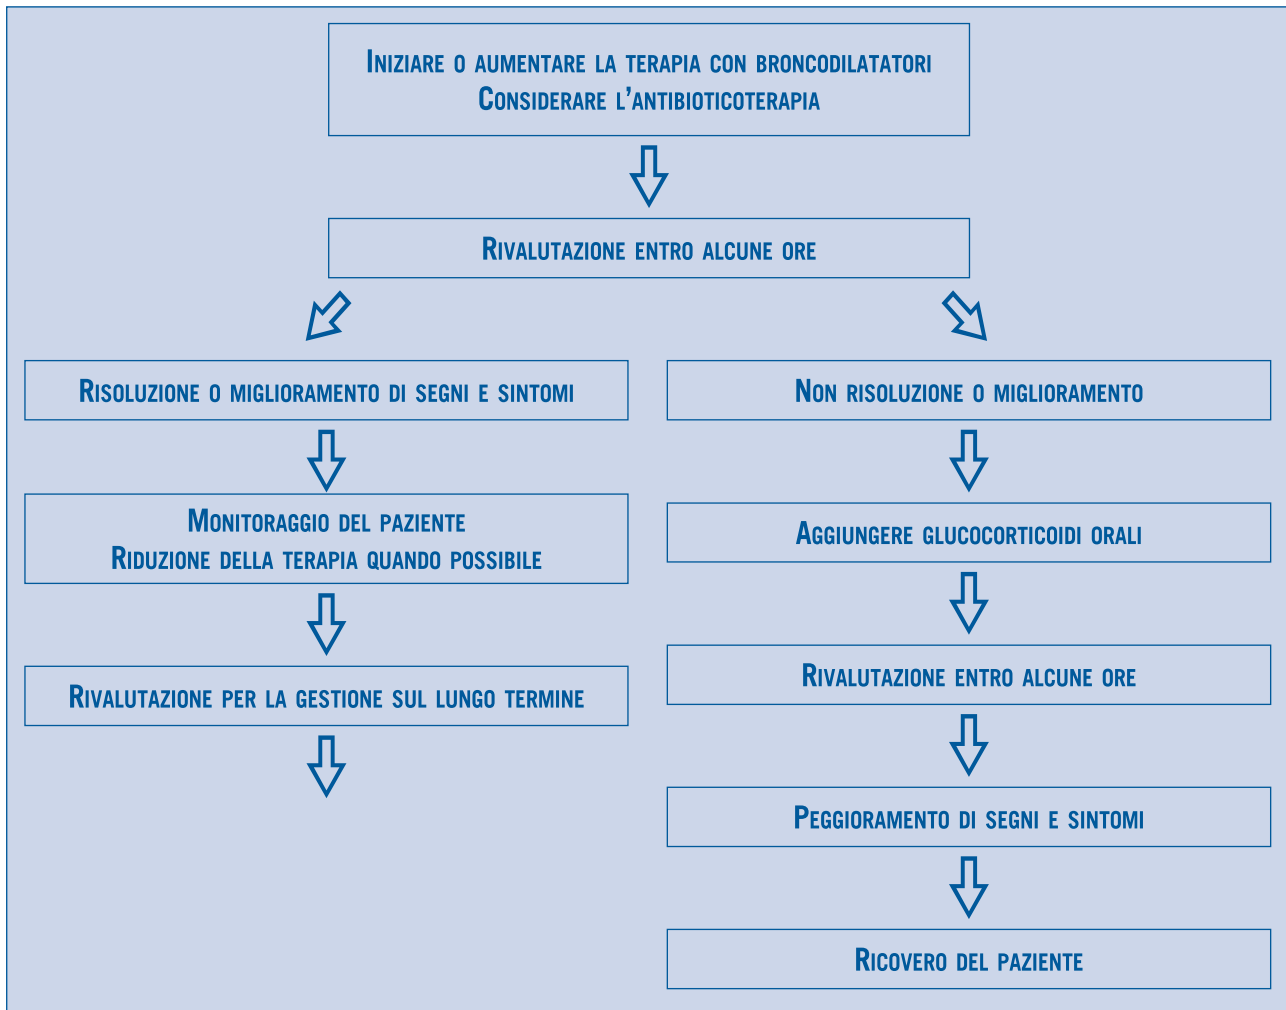 Iniziare o aumentare la terapia con broncodilatatori
Considerare l'antibioticoterapia
Rivalutazione entro alcune ore
Risoluzione o miglioramento di segni e sintomi
Monitoraggio del paziente
Riduzione della terapia quando possibile
Rivalutazione per la gestione sul lungo termine
Non risoluzione o miglioramento
Aggiungere glucocorticoidi orali
Rivalutazione entro alcune ore
Peggioramento di segni e sintomi
Ricovero del paziente